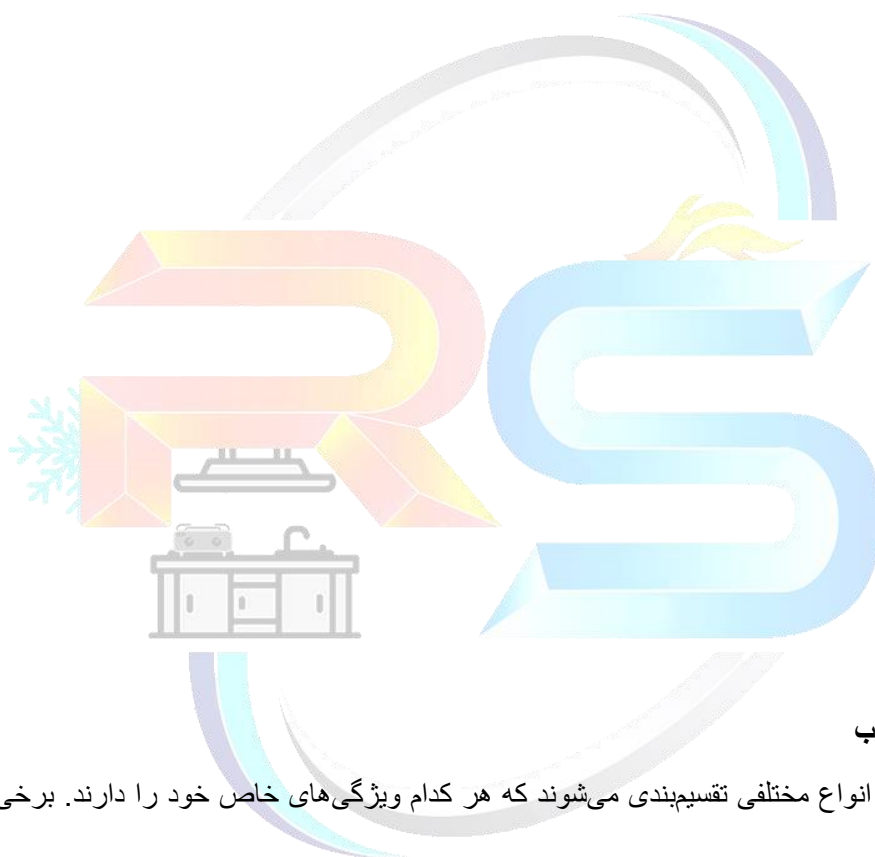 RS
ب
انواع مختلفی تقسیم‌بندی می‌شوند که هر کدام ویژگی‌های خاص خود را دارند. برخی